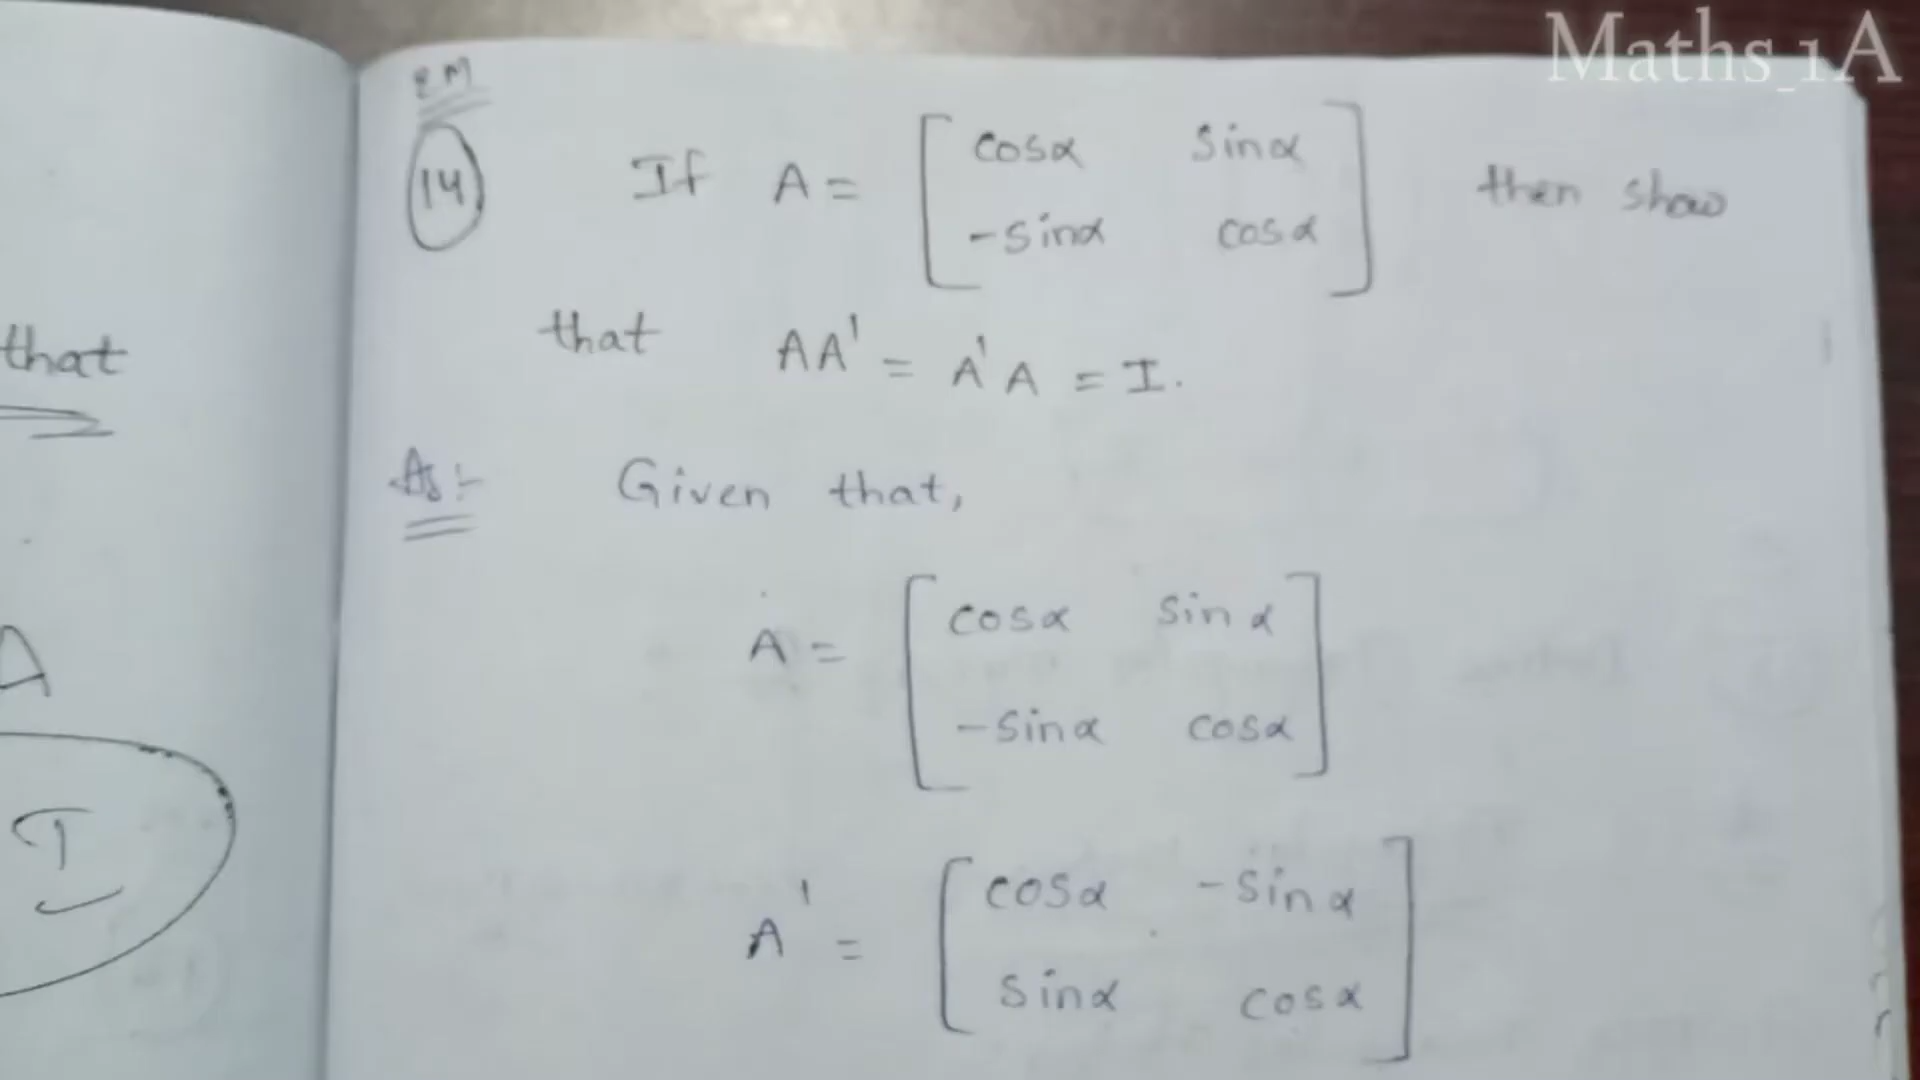 Maths_1A
that
A
I
2M
14 If A = [ cosα sinα
-sinα cosα ] then show
that AA' = A'A = I.
As:- Given that,
A = [ cosα sinα
-sinα cosα ]
A' = [ cosα -sinα
sinα cosα ]